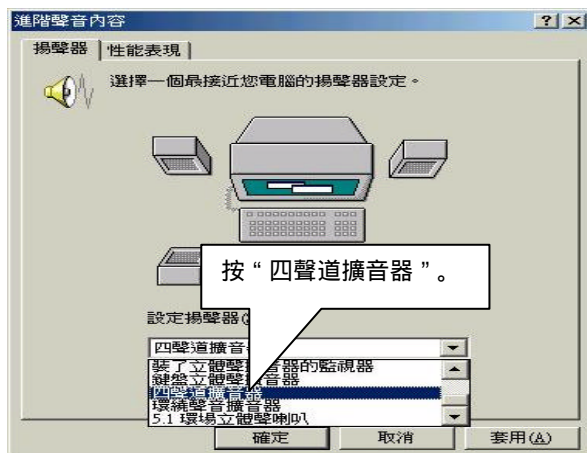 進階聲音內容
揚聲器 性能表現
選擇一個最接近您電腦的揚聲器設定。
按“四聲道擴音器”。
設定揚聲器(
四聲道擴音
裝了立體聲擴音器的監視器
鍵盤立體聲擴音器
四聲道擴音器
環繞聲音擴音器
5.1 環場立體聲喇叭
確定 取消 套用(A)